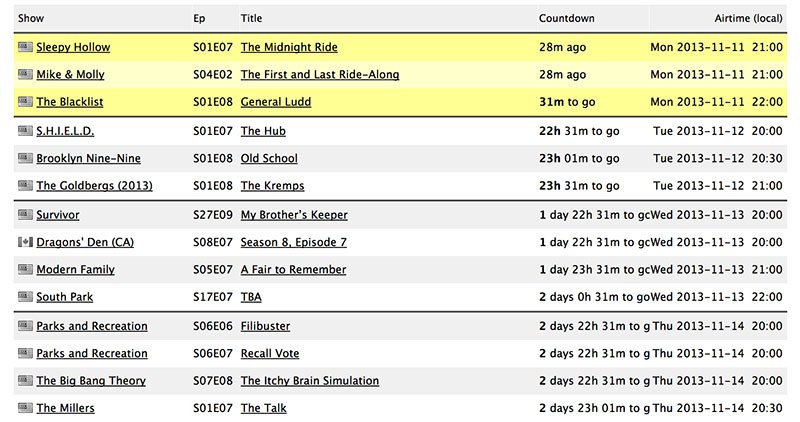 Show Ep Title Countdown Airtime (local)
Sleepy Hollow S01E07 The Midnight Ride 28m ago Mon 2013-11-11 21:00
Mike & Molly S04E02 The First and Last Ride-Along 28m ago Mon 2013-11-11 21:00
The Blacklist S01E08 General Ludd 31m to go Mon 2013-11-11 22:00
S.H.I.E.L.D. S01E07 The Hub 22h 31m to go Tue 2013-11-12 20:00
Brooklyn Nine-Nine S01E08 Old School 23h 01m to go Tue 2013-11-12 20:30
The Goldbergs (2013) S01E08 The Kremps 23h 31m to go Tue 2013-11-12 21:00
Survivor S27E09 My Brother's Keeper 1 day 22h 31m to go Wed 2013-11-13 20:00
Dragons' Den (CA) S08E07 Season 8, Episode 7 1 day 22h 31m to go Wed 2013-11-13 20:00
Modern Family S05E07 A Fair to Remember 1 day 23h 31m to go Wed 2013-11-13 21:00
South Park S17E07 TBA 2 days 0h 31m to go Wed 2013-11-13 22:00
Parks and Recreation S06E06 Filibuster 2 days 22h 31m to g Thu 2013-11-14 20:00
Parks and Recreation S06E07 Recall Vote 2 days 22h 31m to g Thu 2013-11-14 20:00
The Big Bang Theory S07E08 The Itchy Brain Simulation 2 days 22h 31m to g Thu 2013-11-14 20:00
The Millers S01E07 The Talk 2 days 23h 01m to g Thu 2013-11-14 20:30